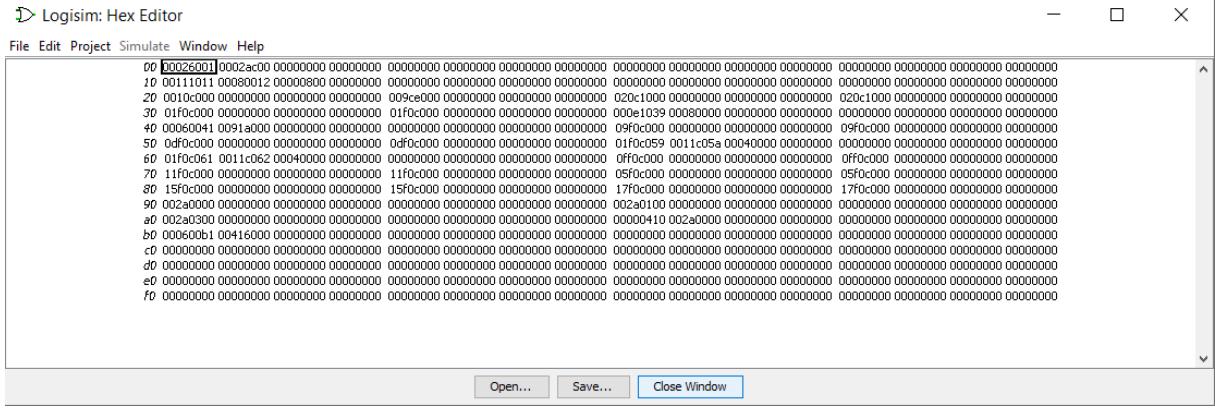 Logisim: Hex Editor
File Edit Project Simulate Window Help
00 00026001 0002ac00 00000000 00000000 00000000 00000000 00000000 00000000 00000000 00000000 00000000 00000000 00000000 00000000 00000000 00000000
10 00111011 00080012 00000800 00000000 00000000 00000000 00000000 00000000 00000000 00000000 00000000 00000000 00000000 00000000 00000000 00000000
20 0010c000 00000000 00000000 00000000 009ce000 00000000 00000000 00000000 020c1000 00000000 00000000 00000000 020c1000 00000000 00000000 00000000
30 01f0c000 00000000 00000000 00000000 01f0c000 00000000 00000000 00000000 000e1039 00080000 00000000 00000000 00000000 00000000 00000000 00000000
40 00060041 0091a000 00000000 00000000 00000000 00000000 00000000 00000000 09f0c000 00000000 00000000 00000000 09f0c000 00000000 00000000 00000000
50 0df0c000 00000000 00000000 00000000 0df0c000 00000000 00000000 00000000 01f0c059 0011c05a 00040000 00000000 00000000 00000000 00000000 00000000
60 01f0c061 0011c062 00040000 00000000 00000000 00000000 00000000 00000000 0ff0c000 00000000 00000000 00000000 0ff0c000 00000000 00000000 00000000
70 11f0c000 00000000 00000000 00000000 11f0c000 00000000 00000000 00000000 05f0c000 00000000 00000000 00000000 05f0c000 00000000 00000000 00000000
80 15f0c000 00000000 00000000 00000000 15f0c000 00000000 00000000 00000000 17f0c000 00000000 00000000 00000000 17f0c000 00000000 00000000 00000000
90 002a0000 00000000 00000000 00000000 00000000 00000000 00000000 00000000 002a0100 00000000 00000000 00000000 00000000 00000000 00000000 00000000
a0 002a0300 00000000 00000000 00000000 00000000 00000000 00000000 00000000 00000410 002a0000 00000000 00000000 00000000 00000000 00000000 00000000
b0 000600b1 00416000 00000000 00000000 00000000 00000000 00000000 00000000 00000000 00000000 00000000 00000000 00000000 00000000 00000000 00000000
c0 00000000 00000000 00000000 00000000 00000000 00000000 00000000 00000000 00000000 00000000 00000000 00000000 00000000 00000000 00000000 00000000
d0 00000000 00000000 00000000 00000000 00000000 00000000 00000000 00000000 00000000 00000000 00000000 00000000 00000000 00000000 00000000 00000000
e0 00000000 00000000 00000000 00000000 00000000 00000000 00000000 00000000 00000000 00000000 00000000 00000000 00000000 00000000 00000000 00000000
f0 00000000 00000000 00000000 00000000 00000000 00000000 00000000 00000000 00000000 00000000 00000000 00000000 00000000 00000000 00000000 00000000
Open... Save... Close Window